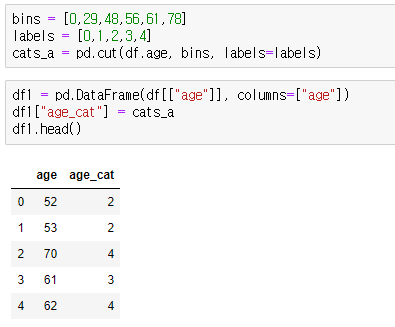 bins = [0,29,48,56,61,78]
labels = [0,1,2,3,4]
cats_a = pd.cut(df.age, bins, labels=labels)
df1 = pd.DataFrame(df[["age"]], columns=["age"])
df1["age_cat"] = cats_a
df1.head()
age age_cat
0 52 2
1 53 2
2 70 4
3 61 3
4 62 4